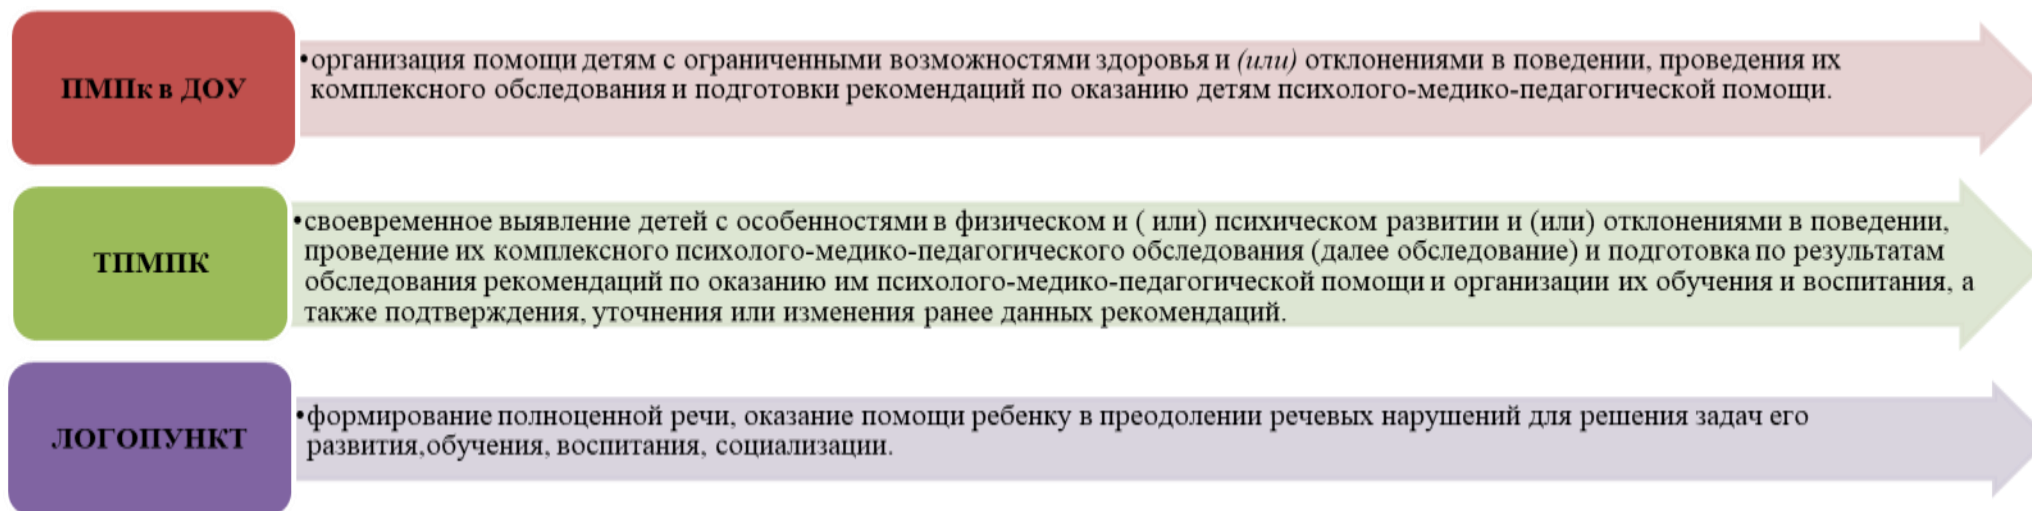 ПМПк в ДОУ
•организация помощи детям с ограниченными возможностями здоровья и (или) отклонениями в поведении, проведения их
комплексного обследования и подготовки рекомендаций по оказанию детям психолого-медико-педагогической помощи.
ТПМПК
•своевременное выявление детей с особенностями в физическом и ( или) психическом развитии и (или) отклонениями в поведении,
проведение их комплексного психолого-медико-педагогического обследования (далее обследование) и подготовка по результатам
обследования рекомендаций по оказанию им психолого-медико-педагогической помощи и организации их обучения и воспитания, а
также подтверждения, уточнения или изменения ранее данных рекомендаций.
ЛОГОПУНКТ
•формирование полноценной речи, оказание помощи ребенку в преодолении речевых нарушений для решения задач его
развития,обучения, воспитания, социализации.